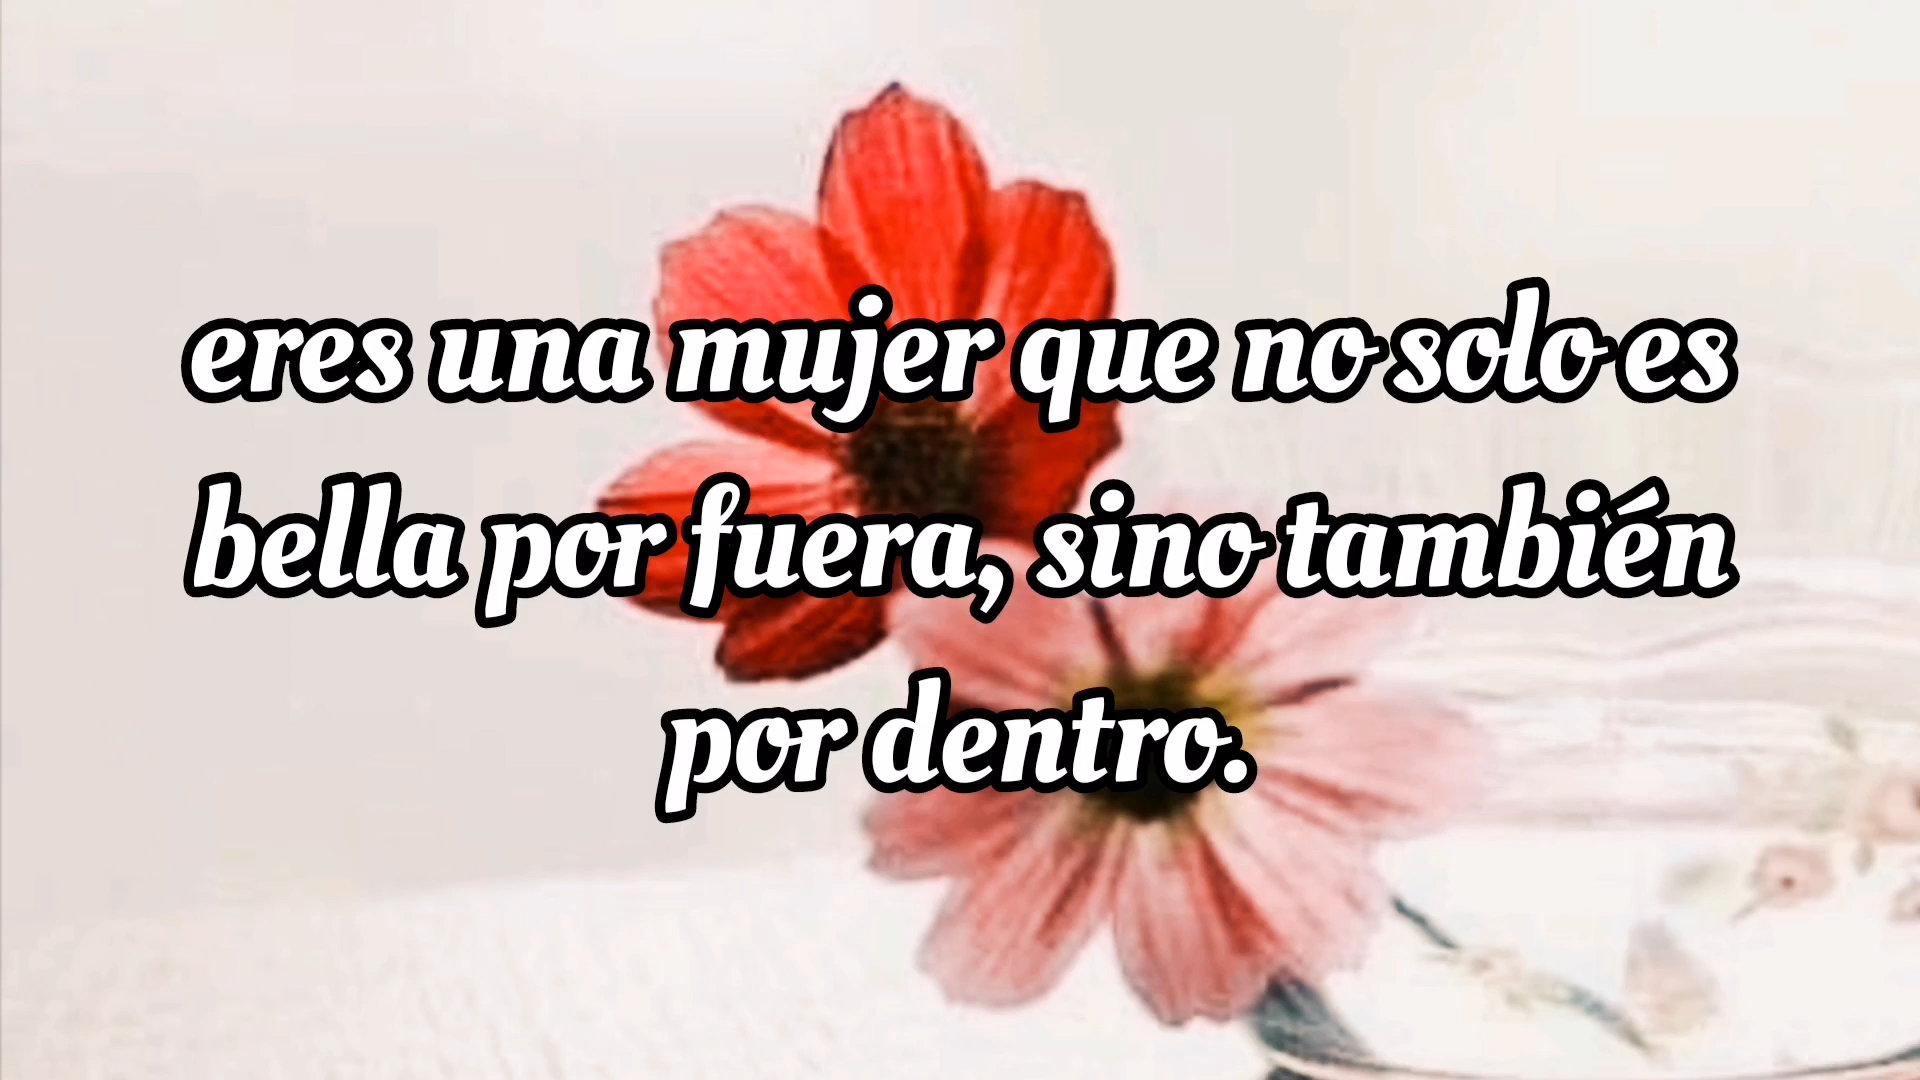 eres una mujer que no solo es
bella por fuera, sino también
por dentro.